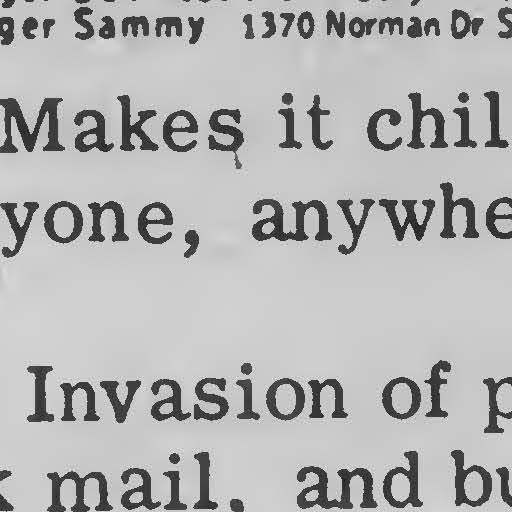 ger Sammy 1370 Norman Dr S
Makes it chil
yone, anywhe
Invasion of p
k mail. and bu